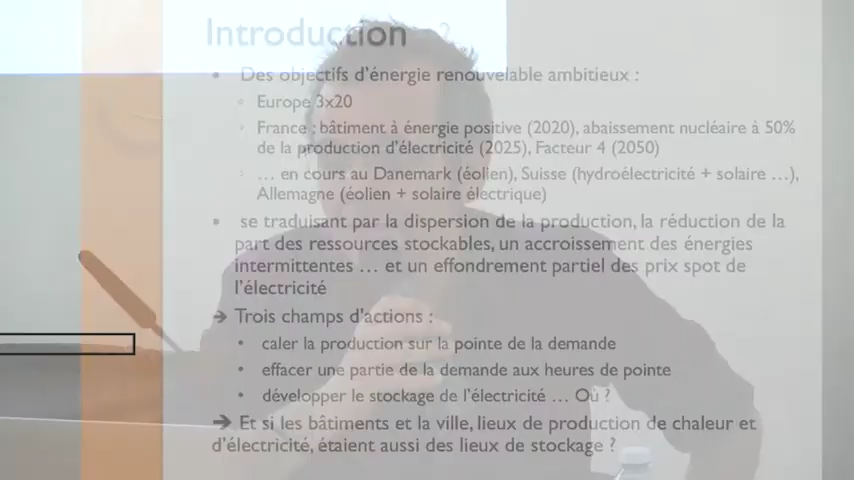 Introduction 2
• Des objectifs d'énergie renouvelable ambitieux :
◦ Europe 3x20
◦ France : bâtiment à énergie positive (2020), abaissement nucléaire à 50%
de la production d'électricité (2025), Facteur 4 (2050)
◦ … en cours au Danemark (éolien), Suisse (hydroélectricité + solaire …),
Allemagne (éolien + solaire électrique)
• se traduisant par la dispersion de la production, la réduction de la
part des ressources stockables, un accroissement des énergies
intermittentes … et un effondrement partiel des prix spot de
l'électricité
→ Trois champs d'actions :
• caler la production sur la pointe de la demande
• effacer une partie de la demande aux heures de pointe
• développer le stockage de l'électricité … Où ?
→ Et si les bâtiments et la ville, lieux de production de chaleur et
d'électricité, étaient aussi des lieux de stockage ?